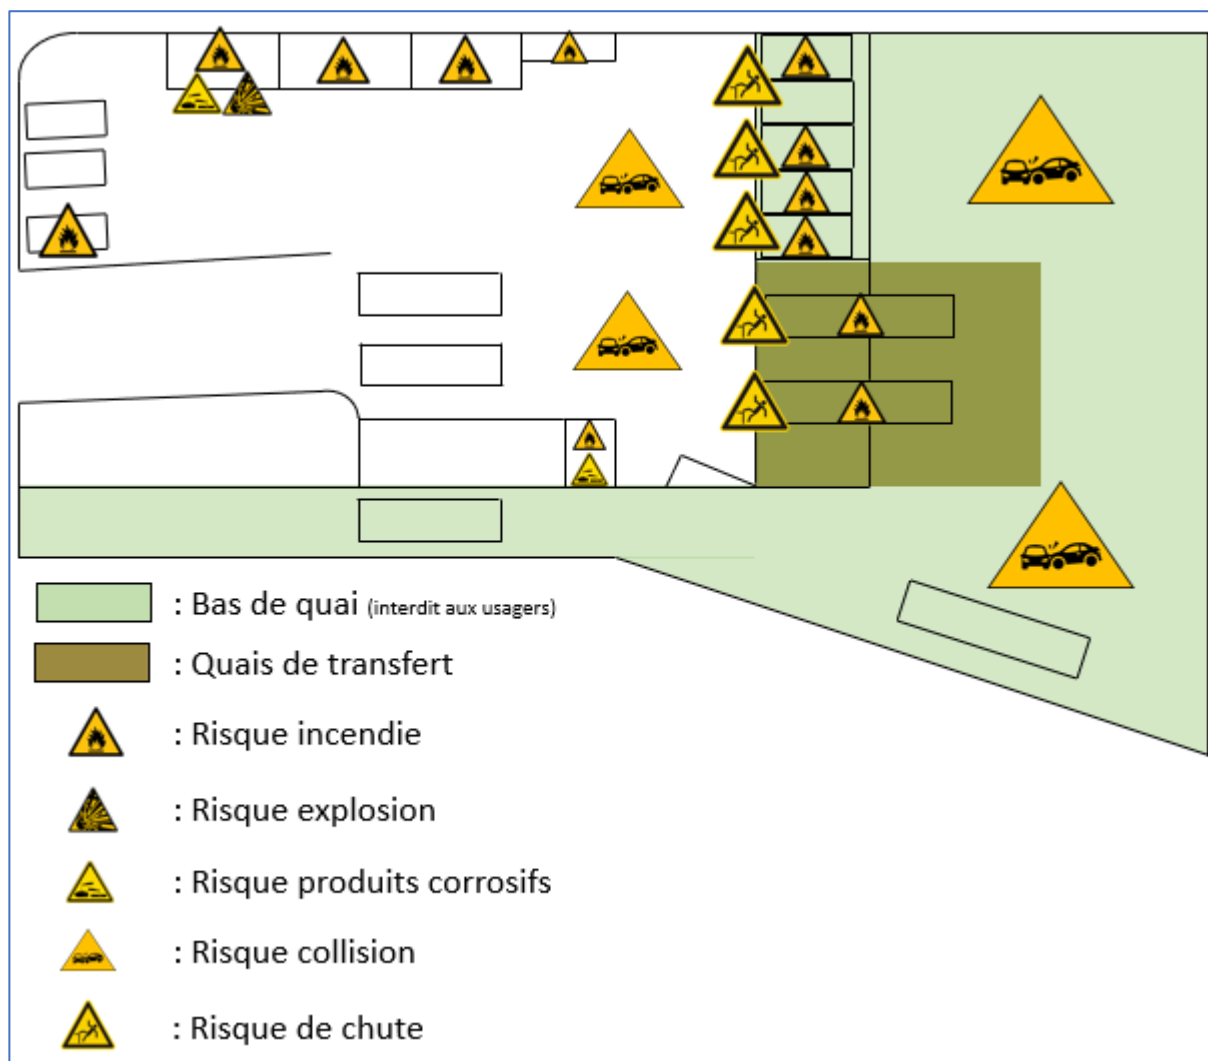 : Bas de quai (interdit aux usagers)
: Quais de transfert
: Risque incendie
: Risque explosion
: Risque produits corrosifs
: Risque collision
: Risque de chute